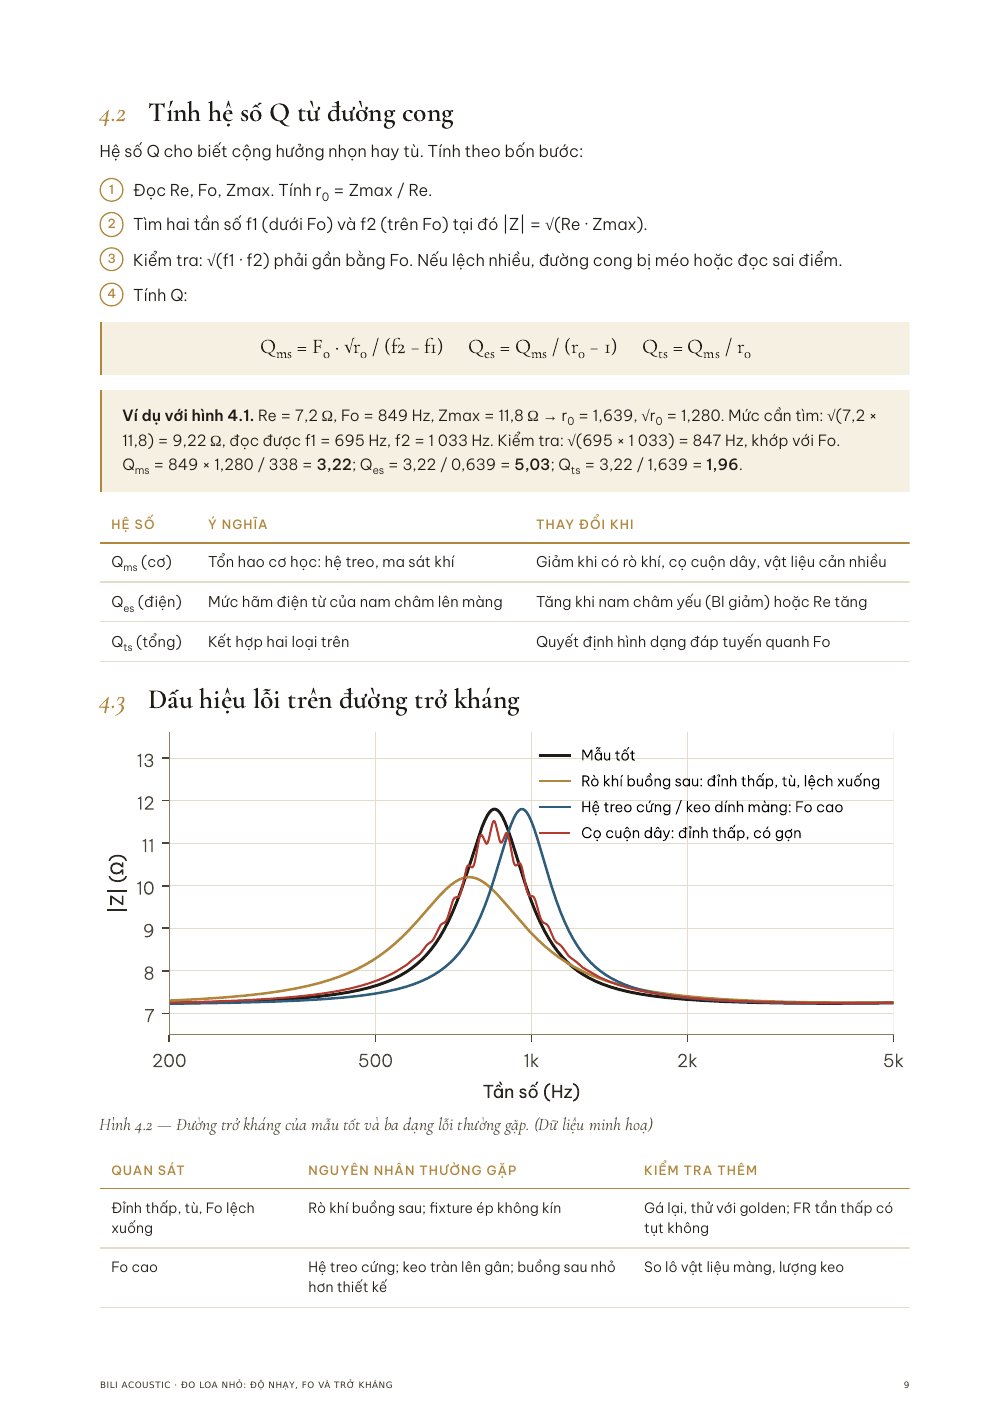 4.2 Tính hệ số Q từ đường cong
Hệ số Q cho biết cộng hưởng nhọn hay tù. Tính theo bốn bước:
1 Đọc Re, Fo, Zmax. Tính r₀ = Zmax / Re.
2 Tìm hai tần số f1 (dưới Fo) và f2 (trên Fo) tại đó |Z| = √(Re · Zmax).
3 Kiểm tra: √(f1 · f2) phải gần bằng Fo. Nếu lệch nhiều, đường cong bị méo hoặc đọc sai điểm.
4 Tính Q:
Qms = Fo · √ro / (f2 – f1) Qes = Qms / (ro – 1) Qts = Qms / ro
Ví dụ với hình 4.1. Re = 7,2 Ω, Fo = 849 Hz, Zmax = 11,8 Ω → r₀ = 1,639, √r₀ = 1,280. Mức cần tìm: √(7,2 ×
11,8) = 9,22 Ω, đọc được f1 = 695 Hz, f2 = 1 033 Hz. Kiểm tra: √(695 × 1 033) = 847 Hz, khớp với Fo.
Qms = 849 × 1,280 / 338 = 3,22; Qes = 3,22 / 0,639 = 5,03; Qts = 3,22 / 1,639 = 1,96.
HỆ SỐ Ý NGHĨA THAY ĐỔI KHI
Qms (cơ) Tổn hao cơ học: hệ treo, ma sát khí Giảm khi có rò khí, cọ cuộn dây, vật liệu cản nhiều
Qes (điện) Mức hãm điện từ của nam châm lên màng Tăng khi nam châm yếu (Bl giảm) hoặc Re tăng
Qts (tổng) Kết hợp hai loại trên Quyết định hình dạng đáp tuyến quanh Fo
4.3 Dấu hiệu lỗi trên đường trở kháng
Mẫu tốt
Rò khí buồng sau: đỉnh thấp, tù, lệch xuống
Hệ treo cứng / keo dính màng: Fo cao
Cọ cuộn dây: đỉnh thấp, có gợn
|Z| (Ω)
13
12
11
10
9
8
7
200 500 1k 2k 5k
Tần số (Hz)
Hình 4.2 — Đường trở kháng của mẫu tốt và ba dạng lỗi thường gặp. (Dữ liệu minh hoạ)
QUAN SÁT NGUYÊN NHÂN THƯỜNG GẶP KIỂM TRA THÊM
Đỉnh thấp, tù, Fo lệch Rò khí buồng sau; fixture ép không kín Gá lại, thử với golden; FR tần thấp có
xuống tụt không
Fo cao Hệ treo cứng; keo tràn lên gân; buồng sau nhỏ So lô vật liệu màng, lượng keo
hơn thiết kế
BILI ACOUSTIC · ĐO LOA NHỎ: ĐỘ NHẠY, FO VÀ TRỞ KHÁNG 9